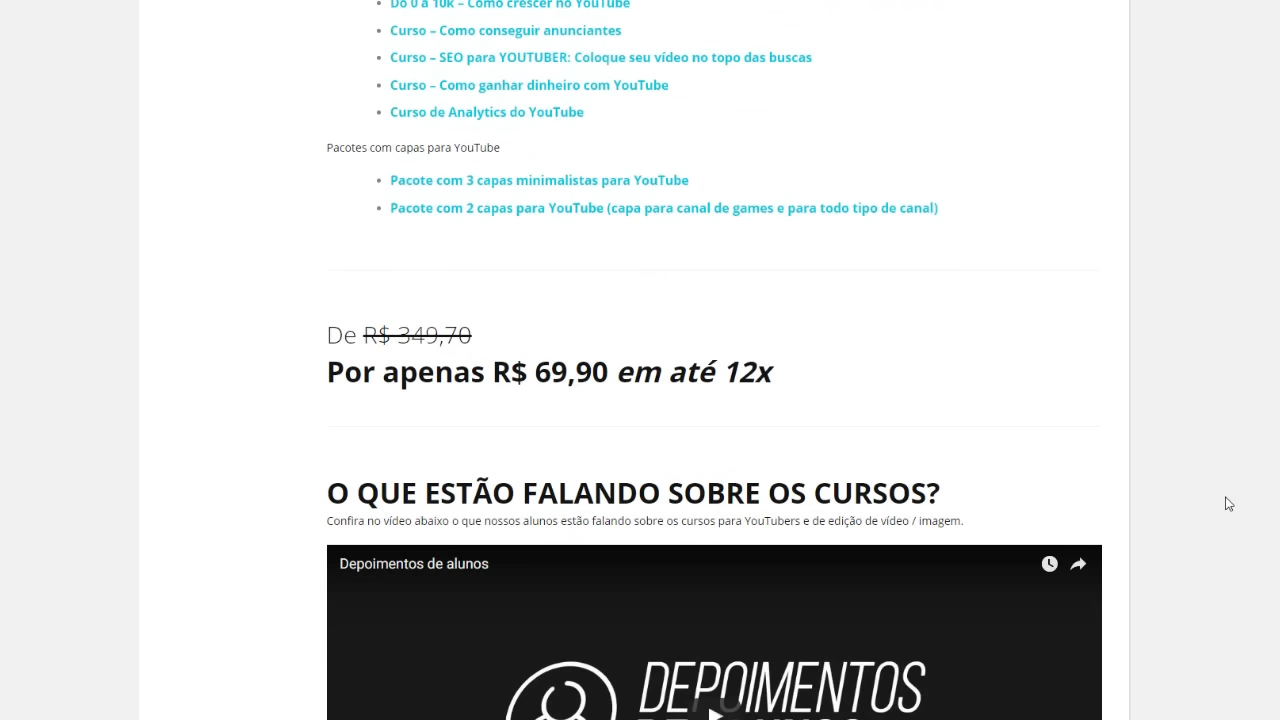 Do 0 a 10k – Como crescer no YouTube
Curso – Como conseguir anunciantes
Curso – SEO para YOUTUBER: Coloque seu vídeo no topo das buscas
Curso – Como ganhar dinheiro com YouTube
Curso de Analytics do YouTube
Pacotes com capas para YouTube
Pacote com 3 capas minimalistas para YouTube
Pacote com 2 capas para YouTube (capa para canal de games e para todo tipo de canal)
De R$ 349,70
Por apenas R$ 69,90 em até 12x
O QUE ESTÃO FALANDO SOBRE OS CURSOS?
Confira no vídeo abaixo o que nossos alunos estão falando sobre os cursos para YouTubers e de edição de vídeo / imagem.
Depoimentos de alunos
DEPOIMENTOS